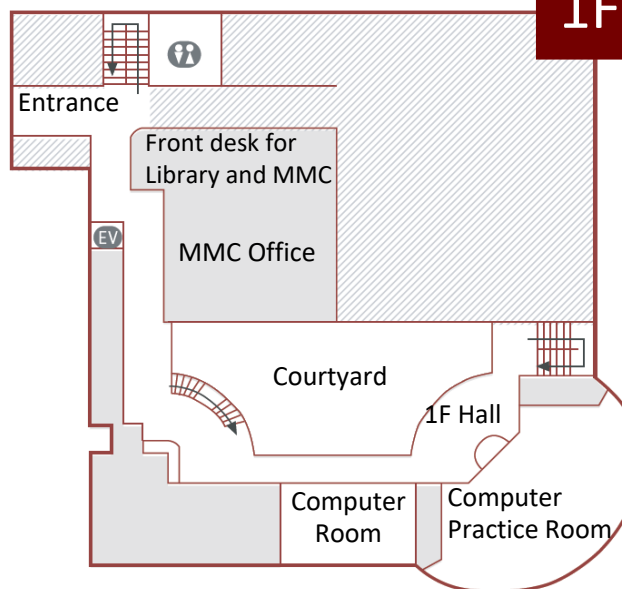 1F
Entrance
Front desk for
Library and MMC
EV
MMC Office
Courtyard
1F Hall
Computer
Room
Computer
Practice Room